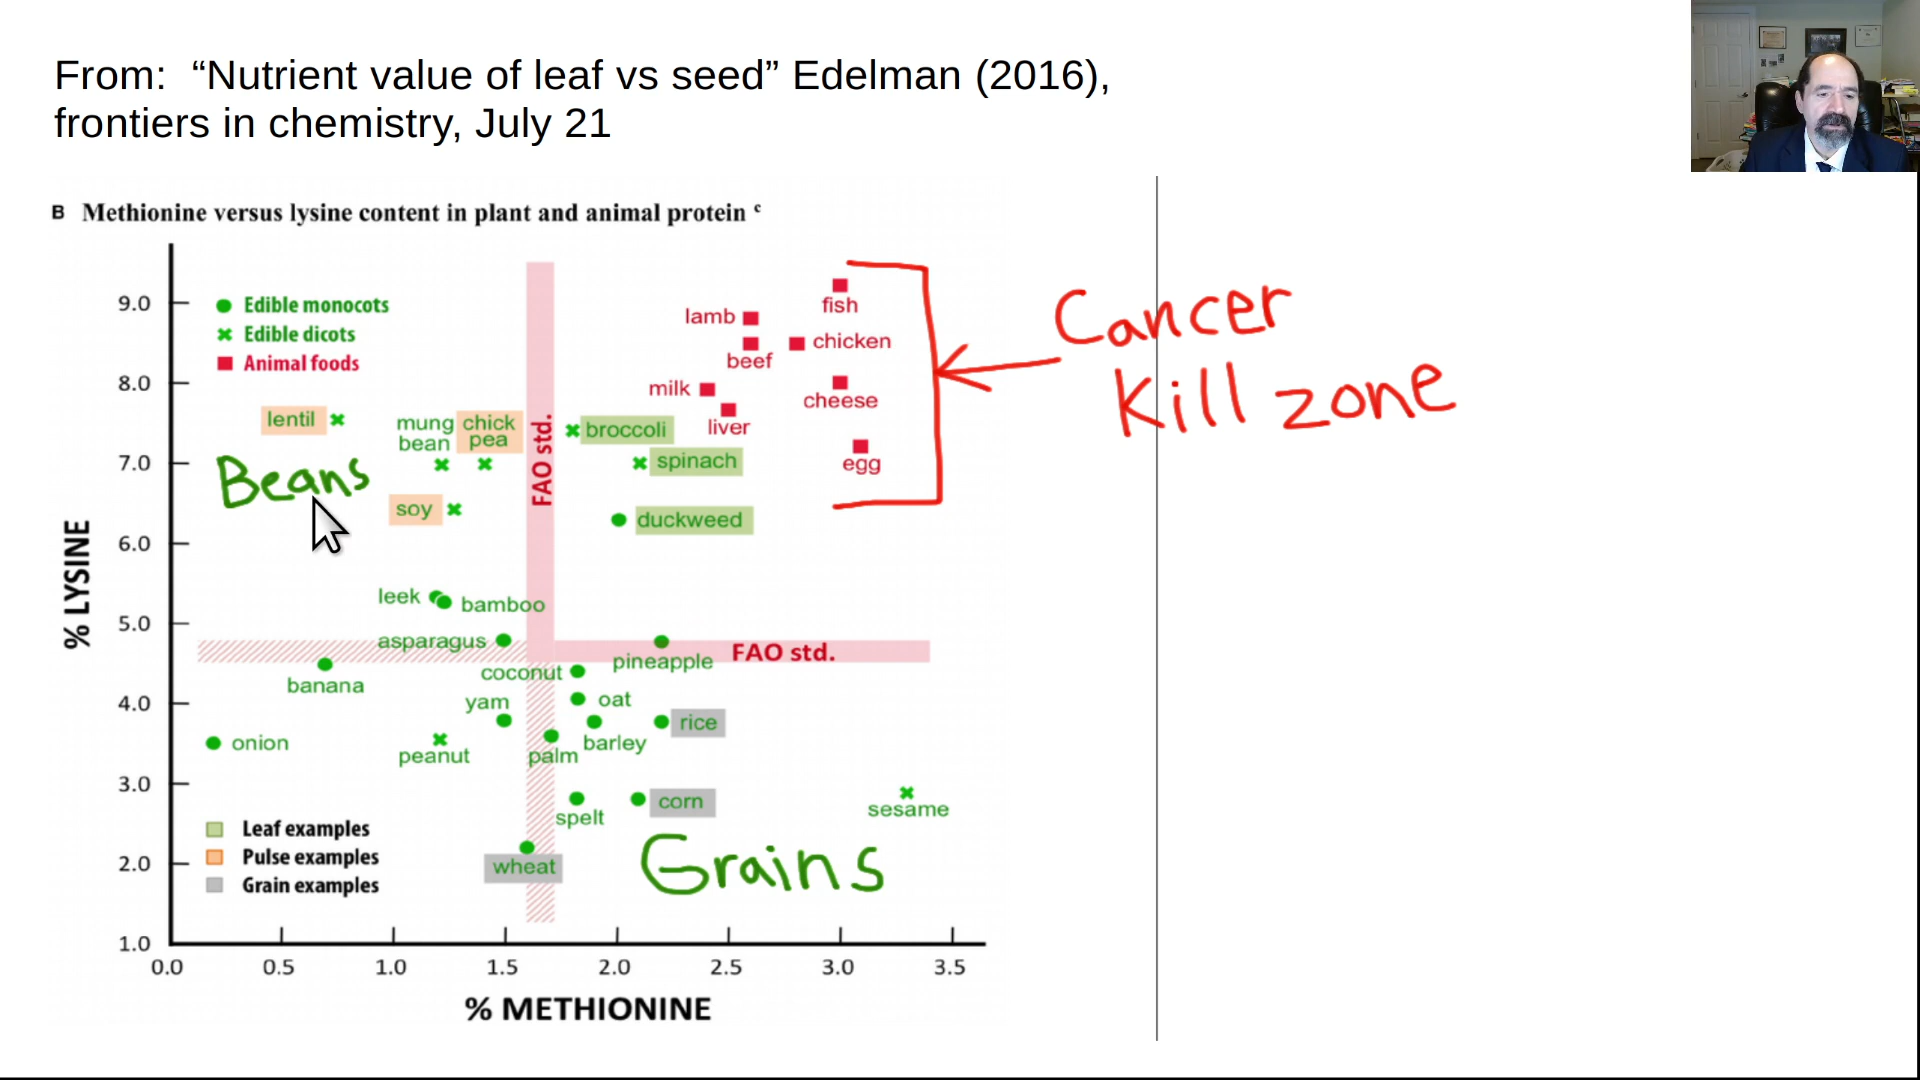 From:  “Nutrient value of leaf vs seed” Edelman (2016),
frontiers in chemistry, July 21
B Methionine versus lysine content in plant and animal protein c
9.0
8.0
7.0
6.0
5.0
4.0
3.0
2.0
1.0
% LYSINE
Edible monocots
Edible dicots
Animal foods
fish
lamb
chicken
beef
milk
cheese
liver
egg
Cancer
Kill zone
lentil
mung
bean
chick
pea
FAO std.
broccoli
spinach
Beans
soy
duckweed
leek
bamboo
asparagus
FAO std.
pineapple
banana
coconut
yam
oat
rice
onion
peanut
palm
barley
spelt
corn
sesame
wheat
Grains
Leaf examples
Pulse examples
Grain examples
0.0 0.5 1.0 1.5 2.0 2.5 3.0 3.5
% METHIONINE